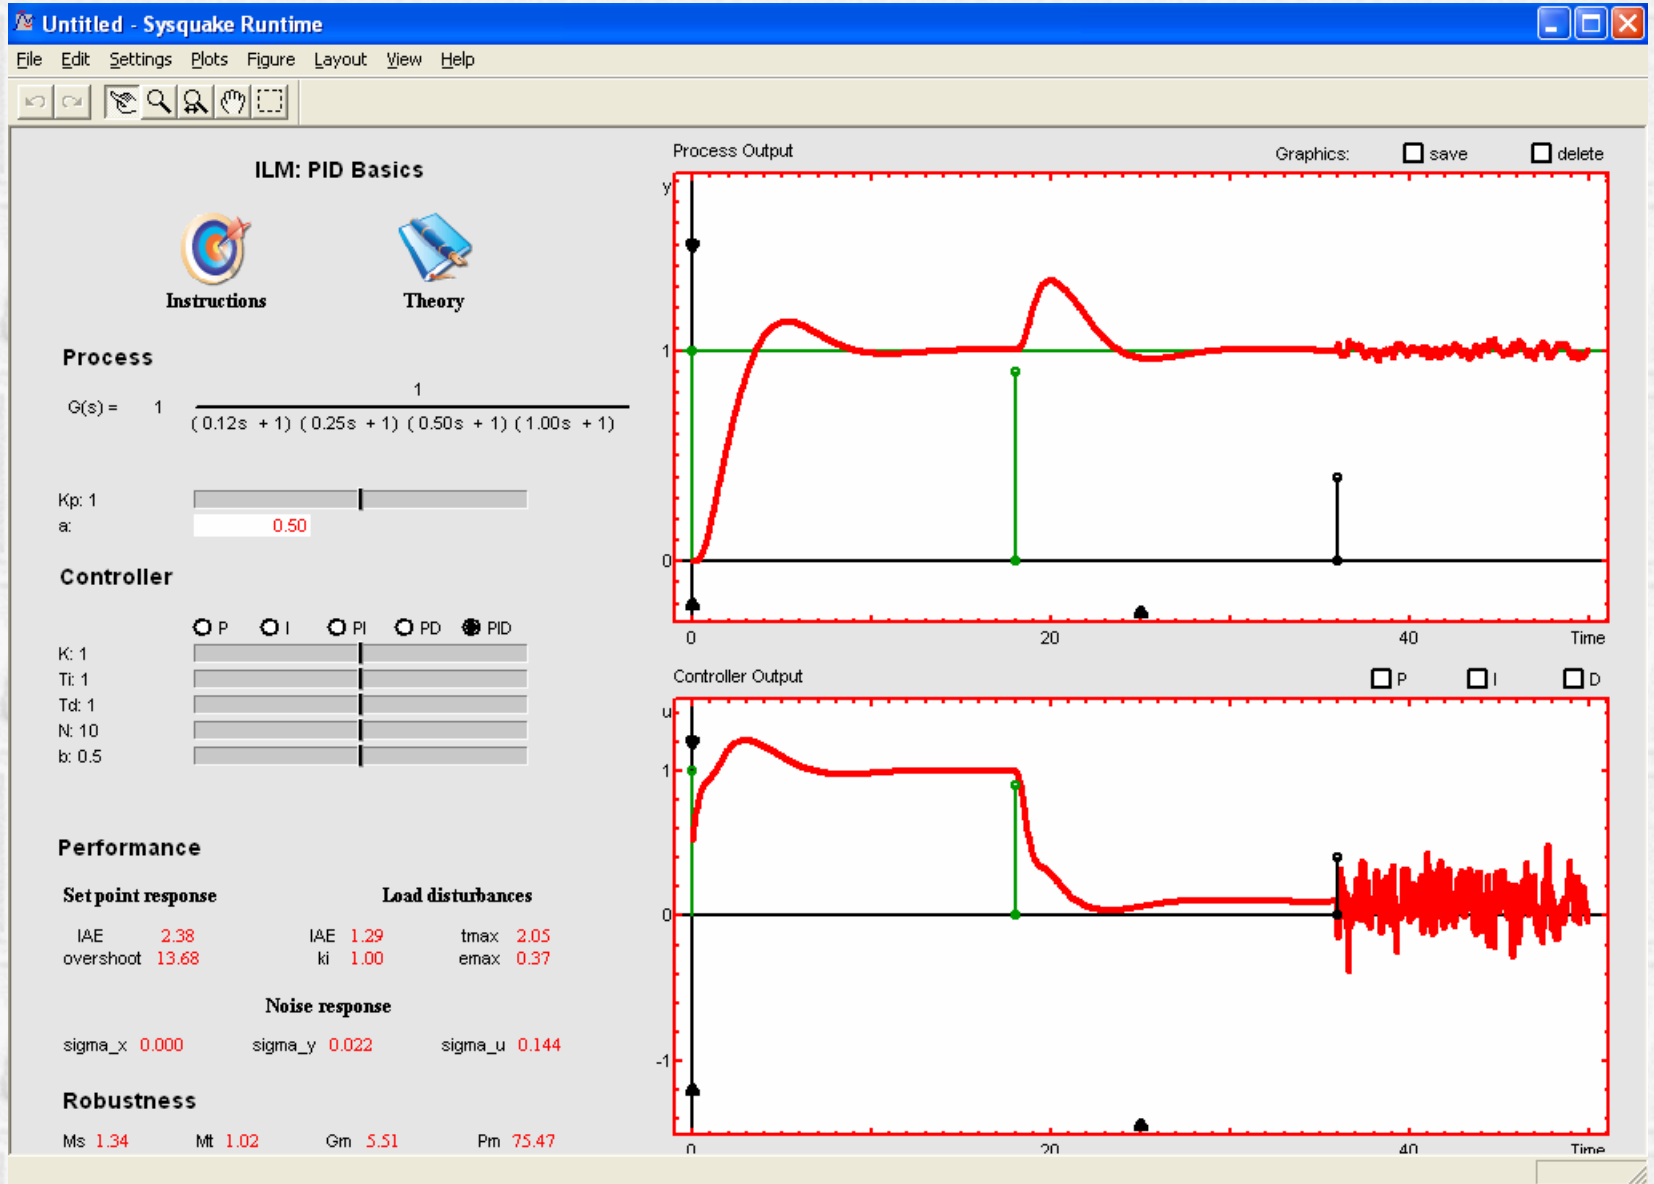 Untitled - Sysquake Runtime
File Edit Settings Plots Figure Layout View Help
ILM: PID Basics
Instructions
Theory
Process
G(s) = 1
1
( 0.12s + 1) ( 0.25s + 1) ( 0.50s + 1) ( 1.00s + 1)
Kp: 1
a: 0.50
Controller
P I PI PD PID
K: 1
Ti: 1
Td: 1
N: 10
b: 0.5
Performance
Set point response Load disturbances
IAE 2.38 IAE 1.29 tmax 2.05
overshoot 13.68 ki 1.00 emax 0.37
Noise response
sigma_x 0.000 sigma_y 0.022 sigma_u 0.144
Robustness
Ms 1.34 Mt 1.02 Gm 5.51 Pm 75.47
Process Output Graphics: save delete
y
1
0
0 20 40 Time
Controller Output P I D
u
1
0
-1
0 20 40 Time